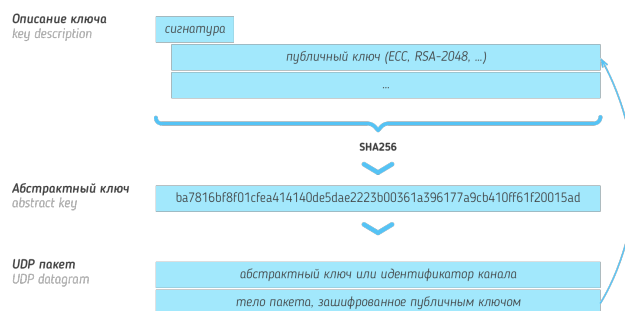 Описание ключа
key description
сигнатура
публичный ключ (ECC, RSA-2048, ...)
...
SHA256
Абстрактный ключ
abstract key
ba7816bf8f01cfea414140de5dae2223b00361a396177a9cb410ff61f20015ad
UDP пакет
UDP datagram
абстрактный ключ или идентификатор канала
тело пакета, зашифрованное публичным ключом